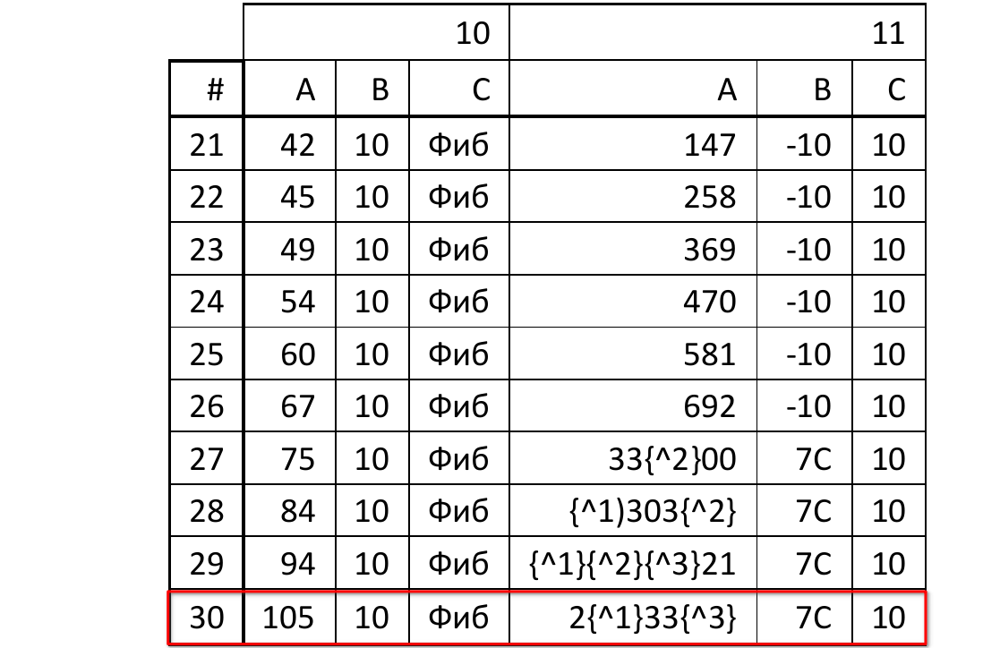 10 11
# A B C A B C
21 42 10 Фиб 147 -10 10
22 45 10 Фиб 258 -10 10
23 49 10 Фиб 369 -10 10
24 54 10 Фиб 470 -10 10
25 60 10 Фиб 581 -10 10
26 67 10 Фиб 692 -10 10
27 75 10 Фиб 33{^2}00 7C 10
28 84 10 Фиб {^1)303{^2} 7C 10
29 94 10 Фиб {^1}{^2}{^3}21 7C 10
30 105 10 Фиб 2{^1}33{^3} 7C 10